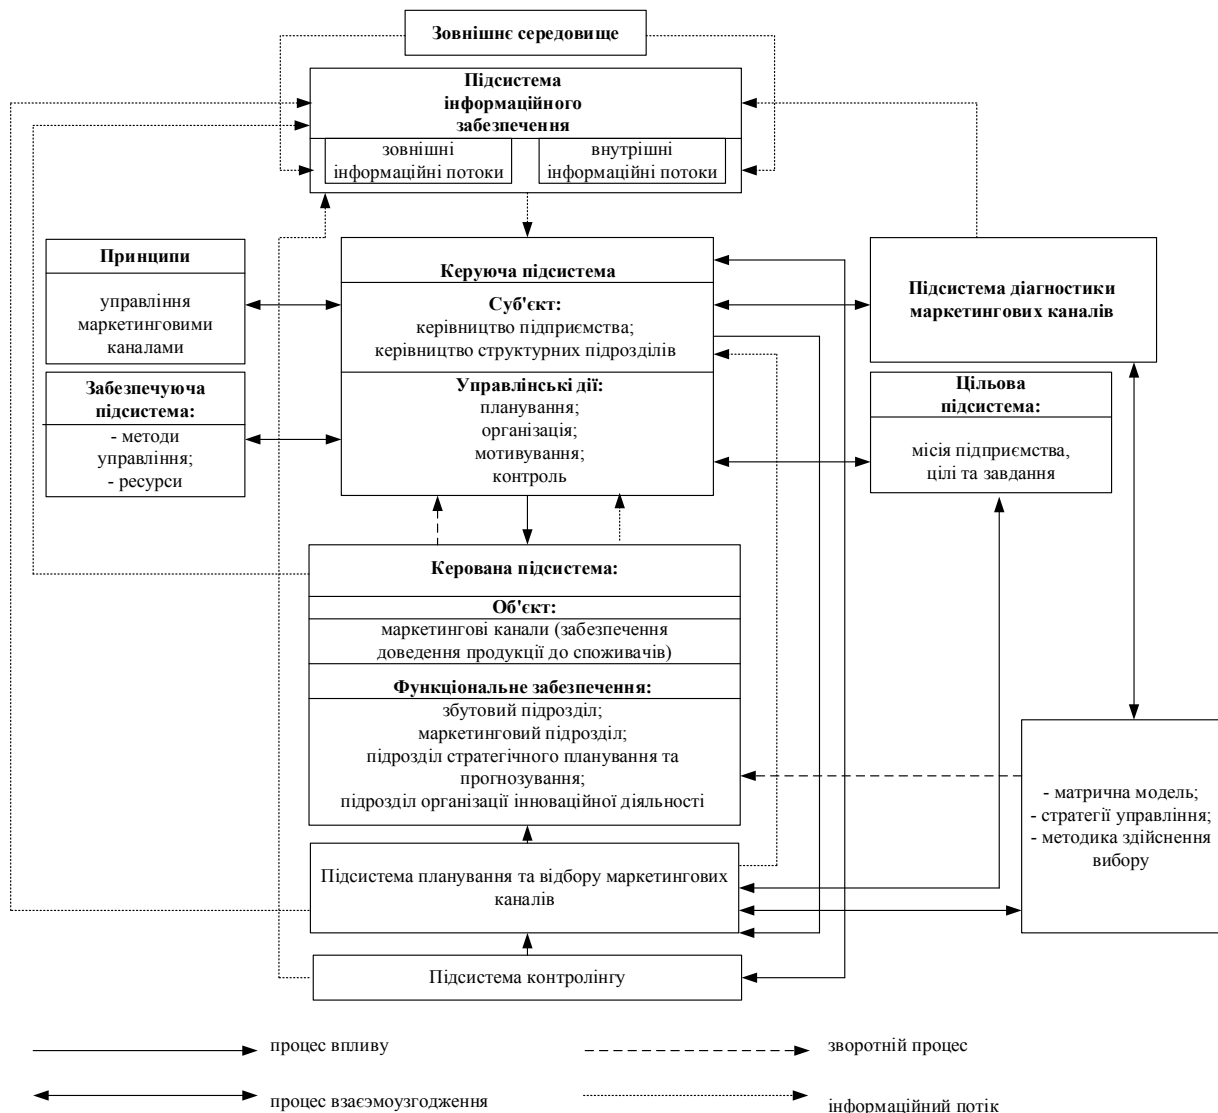 Зовнішнє середовище
Підсистема
інформаційного
забезпечення
зовнішні
інформаційні потоки
внутрішні
інформаційні потоки
Принципи
управління
маркетинговими
каналами
Забезпечуюча
підсистема:
- методи
управління;
- ресурси
Керуюча підсистема
Суб'єкт:
керівництво підприємства;
керівництво структурних підрозділів
Управлінські дії:
планування;
організація;
мотивування;
контроль
Підсистема діагностики
маркетингових каналів
Цільова
підсистема:
місія підприємства,
цілі та завдання
Керована підсистема:
Об'єкт:
маркетингові канали (забезпечення
доведення продукції до споживачів)
Функціональне забезпечення:
збутовий підрозділ;
маркетинговий підрозділ;
підрозділ стратегічного планування та
прогнозування;
підрозділ організації інноваційної діяльності
- матрична модель;
- стратегії управління;
- методика здійснення
вибору
Підсистема планування та відбору маркетингових
каналів
Підсистема контролінгу
процес впливу
зворотній процес
процес взаєэмоузгодження
інформаційний потік